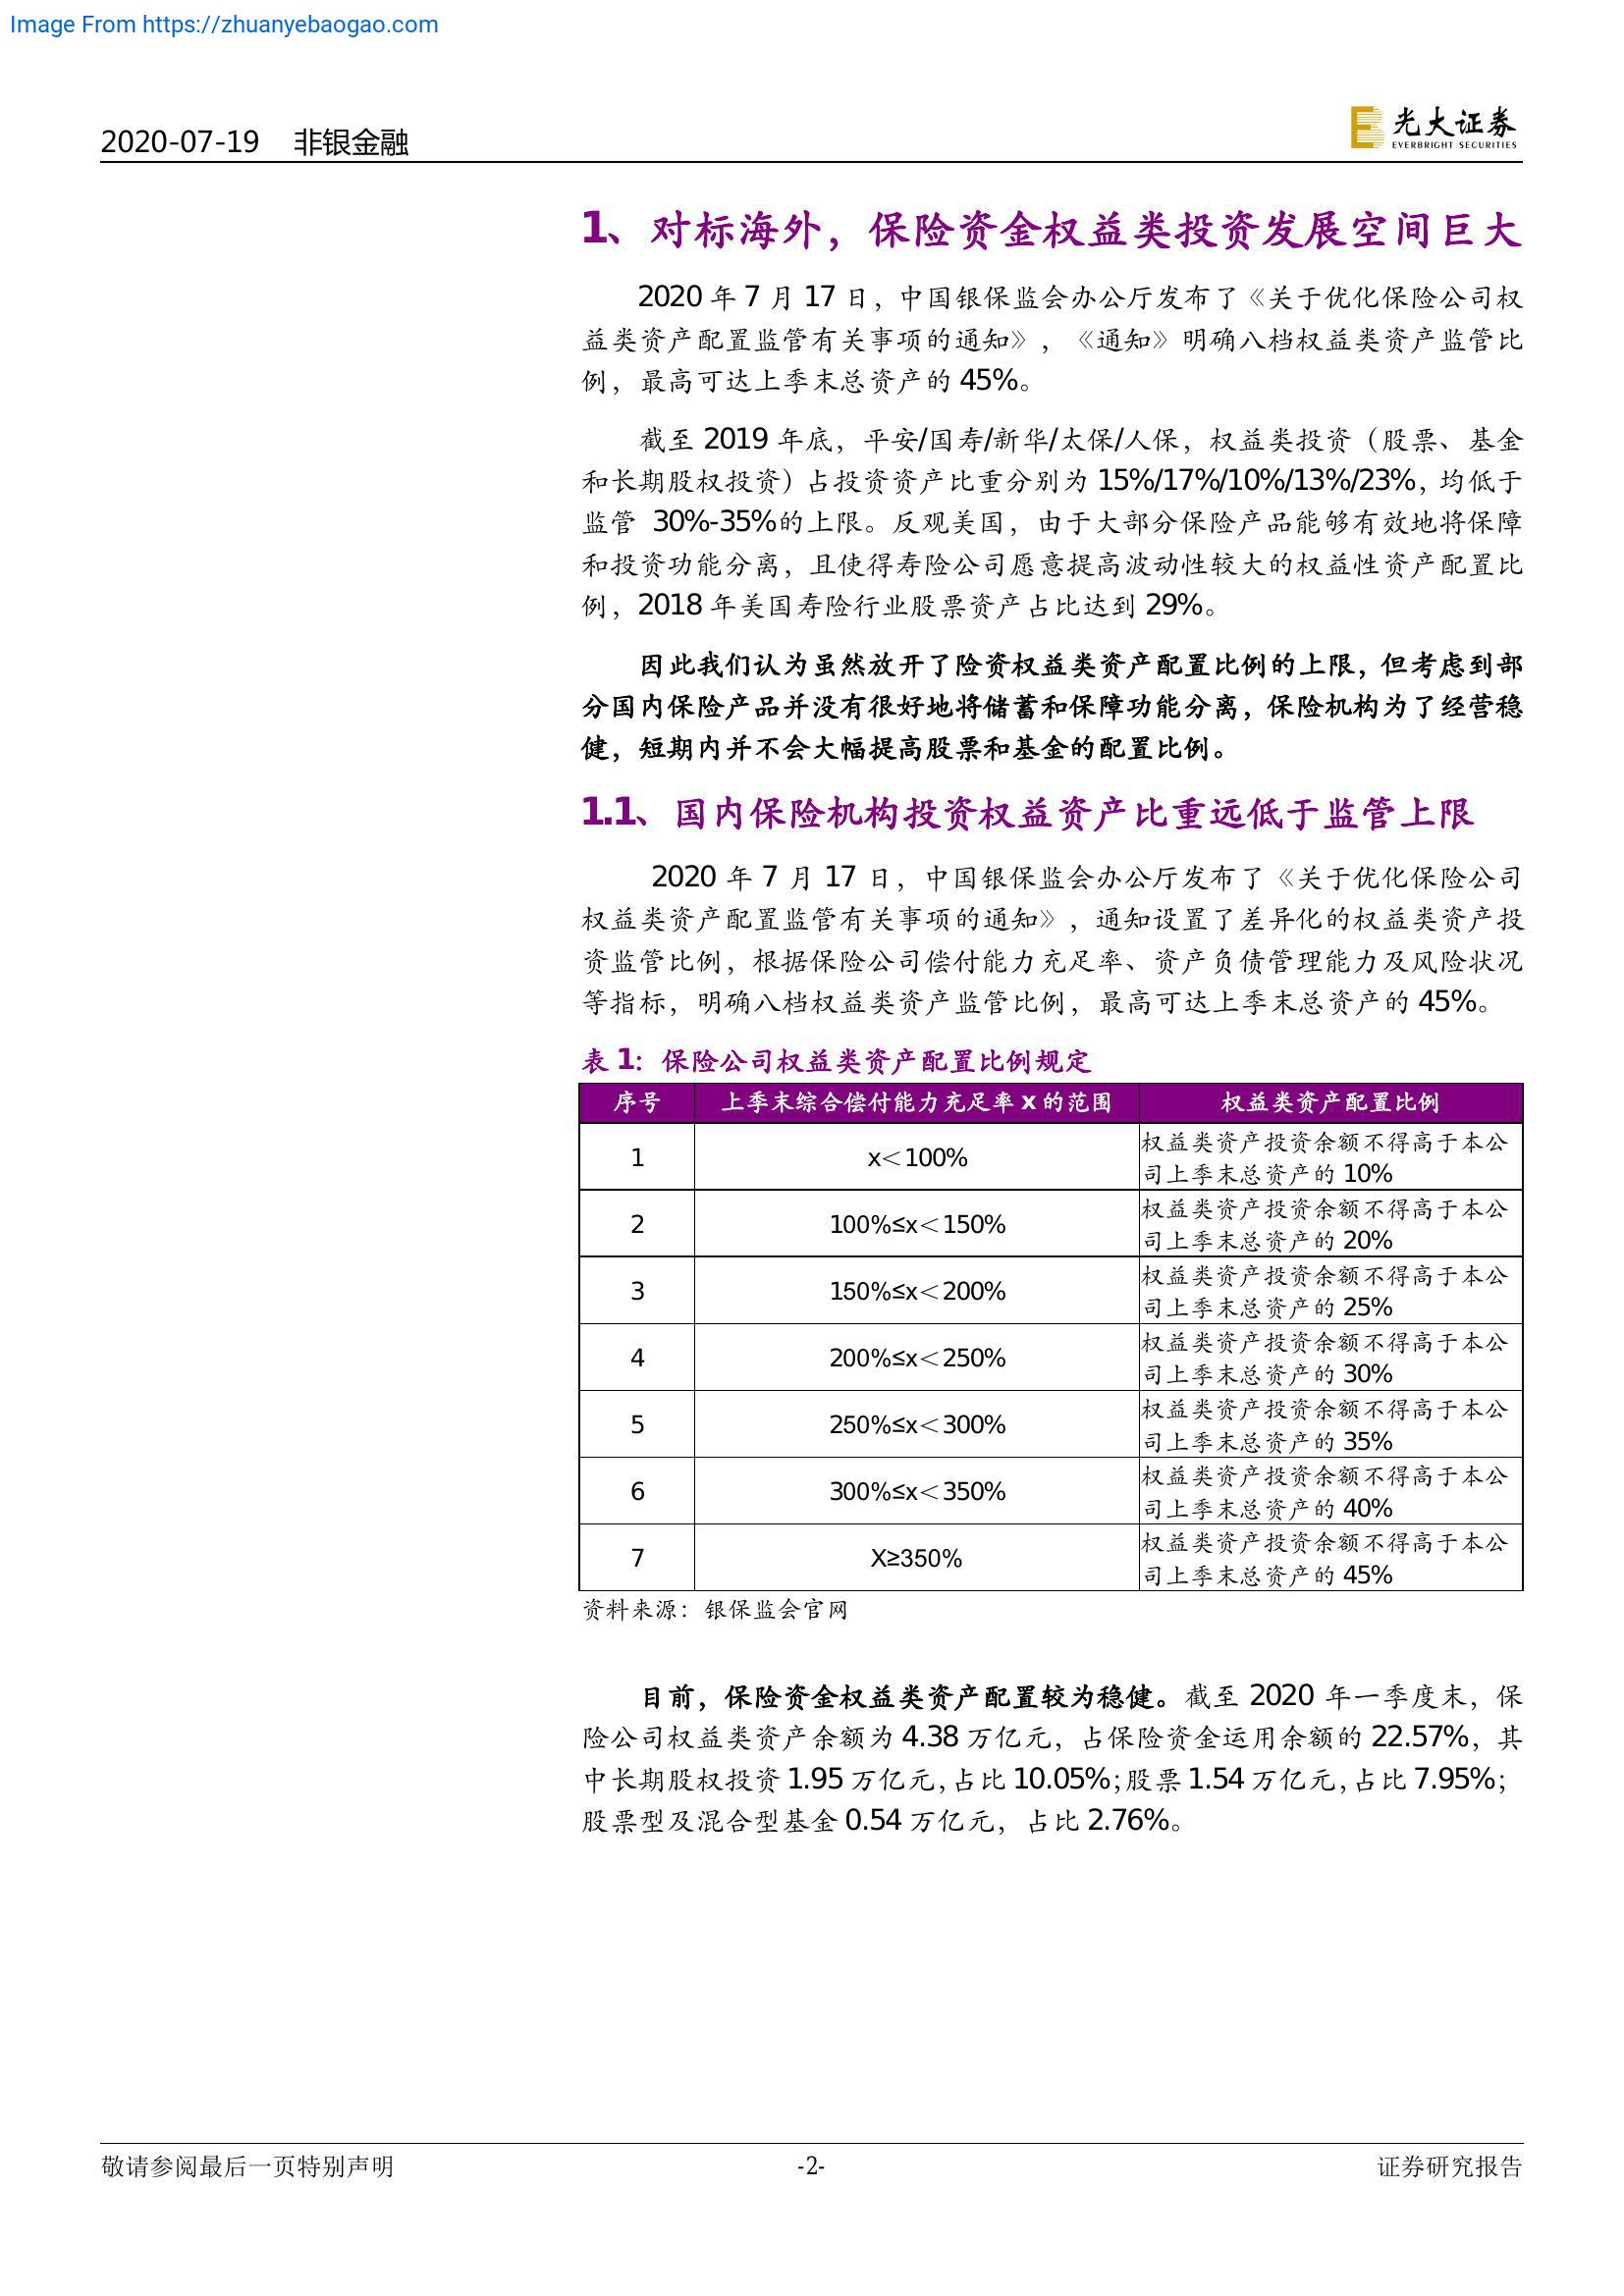 Image From https://zhuanyebaogao.com
2020-07-19 非银金融
光大证券
EVERBRIGHT SECURITIES
1、对标海外，保险资金权益类投资发展空间巨大
2020 年 7 月 17 日，中国银保监会办公厅发布了《关于优化保险公司权
益类资产配置监管有关事项的通知》，《通知》明确八档权益类资产监管比
例，最高可达上季末总资产的 45%。
截至 2019 年底，平安/国寿/新华/太保/人保，权益类投资（股票、基金
和长期股权投资）占投资资产比重分别为 15%/17%/10%/13%/23%，均低于
监管 30%-35%的上限。反观美国，由于大部分保险产品能够有效地将保障
和投资功能分离，且使得寿险公司愿意提高波动性较大的权益性资产配置比
例，2018 年美国寿险行业股票资产占比达到 29%。
因此我们认为虽然放开了险资权益类资产配置比例的上限，但考虑到部
分国内保险产品并没有很好地将储蓄和保障功能分离，保险机构为了经营稳
健，短期内并不会大幅提高股票和基金的配置比例。
1.1、国内保险机构投资权益资产比重远低于监管上限
2020 年 7 月 17 日，中国银保监会办公厅发布了《关于优化保险公司
权益类资产配置监管有关事项的通知》，通知设置了差异化的权益类资产投
资监管比例，根据保险公司偿付能力充足率、资产负债管理能力及风险状况
等指标，明确八档权益类资产监管比例，最高可达上季末总资产的 45%。
表 1：保险公司权益类资产配置比例规定
序号 上季末综合偿付能力充足率 x 的范围 权益类资产配置比例
1 x＜100% 权益类资产投资余额不得高于本公
司上季末总资产的 10%
2 100%≤x＜150% 权益类资产投资余额不得高于本公
司上季末总资产的 20%
3 150%≤x＜200% 权益类资产投资余额不得高于本公
司上季末总资产的 25%
4 200%≤x＜250% 权益类资产投资余额不得高于本公
司上季末总资产的 30%
5 250%≤x＜300% 权益类资产投资余额不得高于本公
司上季末总资产的 35%
6 300%≤x＜350% 权益类资产投资余额不得高于本公
司上季末总资产的 40%
7 X≥350% 权益类资产投资余额不得高于本公
司上季末总资产的 45%
资料来源：银保监会官网
目前，保险资金权益类资产配置较为稳健。截至 2020 年一季度末，保
险公司权益类资产余额为 4.38 万亿元，占保险资金运用余额的 22.57%，其
中长期股权投资 1.95 万亿元，占比 10.05%；股票 1.54 万亿元，占比 7.95%；
股票型及混合型基金 0.54 万亿元，占比 2.76%。
敬请参阅最后一页特别声明 -2- 证券研究报告